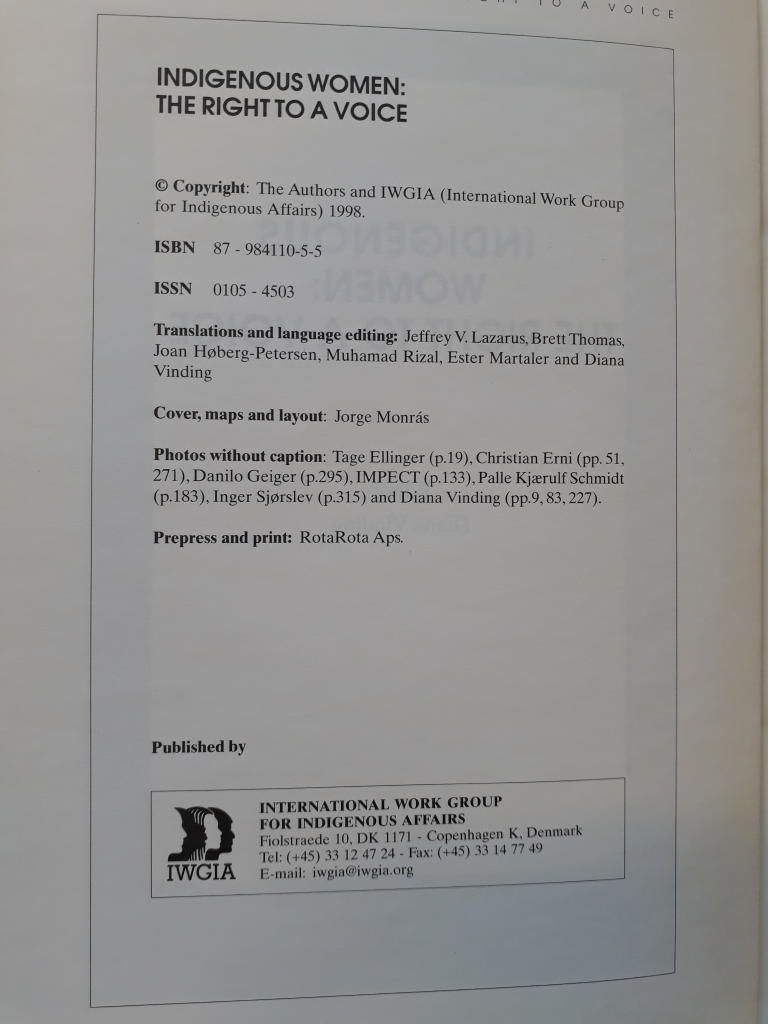 TO A VOICE
INDIGENOUS WOMEN:
THE RIGHT TO A VOICE
© Copyright: The Authors and IWGIA (International Work Group
for Indigenous Affairs) 1998.
ISBN 87 - 984110-5-5
ISSN 0105 - 4503
Translations and language editing: Jeffrey V. Lazarus, Brett Thomas,
Joan Høberg-Petersen, Muhamad Rizal, Ester Martaler and Diana
Vinding
Cover, maps and layout: Jorge Monrás
Photos without caption: Tage Ellinger (p.19), Christian Erni (pp. 51,
271), Danilo Geiger (p.295), IMPECT (p.133), Palle Kjærulf Schmidt
(p.183), Inger Sjørslev (p.315) and Diana Vinding (pp.9, 83, 227).
Prepress and print: RotaRota Aps.
Published by
INTERNATIONAL WORK GROUP
FOR INDIGENOUS AFFAIRS
Fiolstraede 10, DK 1171 - Copenhagen K, Denmark
Tel: (+45) 33 12 47 24 - Fax: (+45) 33 14 77 49
E-mail: iwgia@iwgia.org
IWGIA